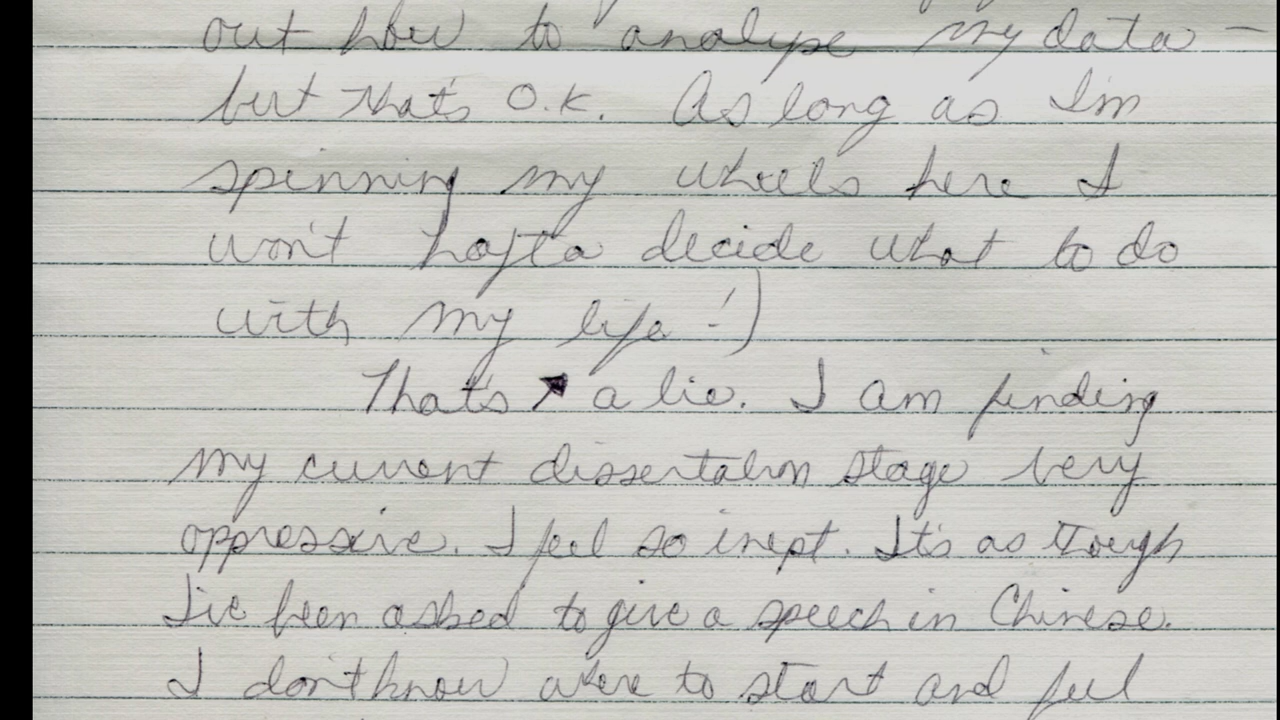 out how to analyze my data –
but that's O.K. As long as I'm
spinning my wheels here I
won't hafta decide what to do
with my life!)
That's a lie. I am finding
my current dissertation stage very
oppressive. I feel so inept. It's as though
I've been asked to give a speech in Chinese.
I don't know where to start and feel